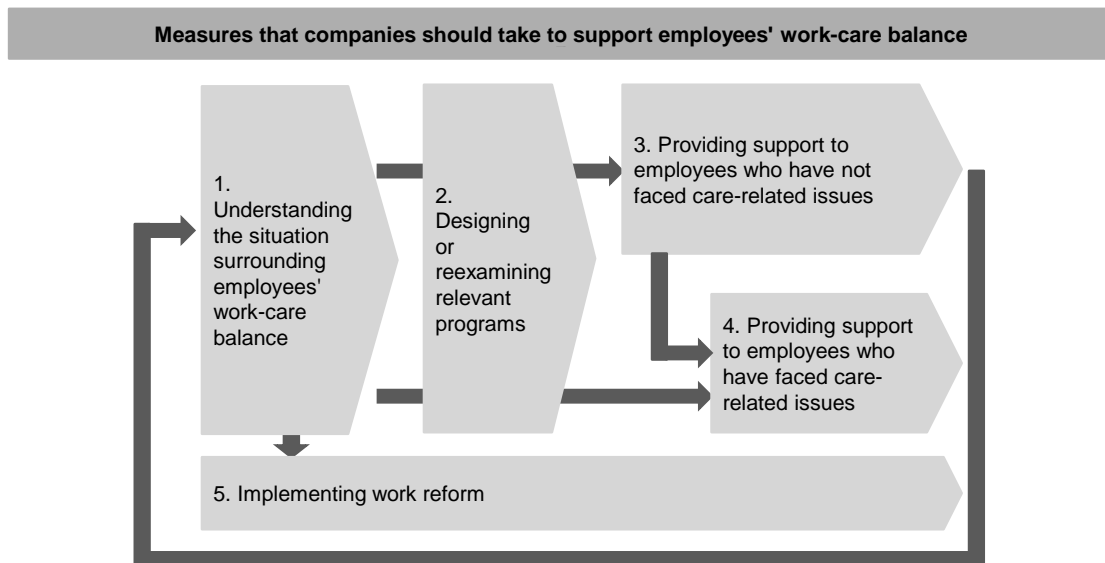 Measures that companies should take to support employees' work-care balance
1.
Understanding
the situation
surrounding
employees'
work-care
balance
2.
Designing
or
reexamining
relevant
programs
3. Providing support to
employees who have not
faced care-related issues
4. Providing support
to employees who
have faced care-
related issues
5. Implementing work reform